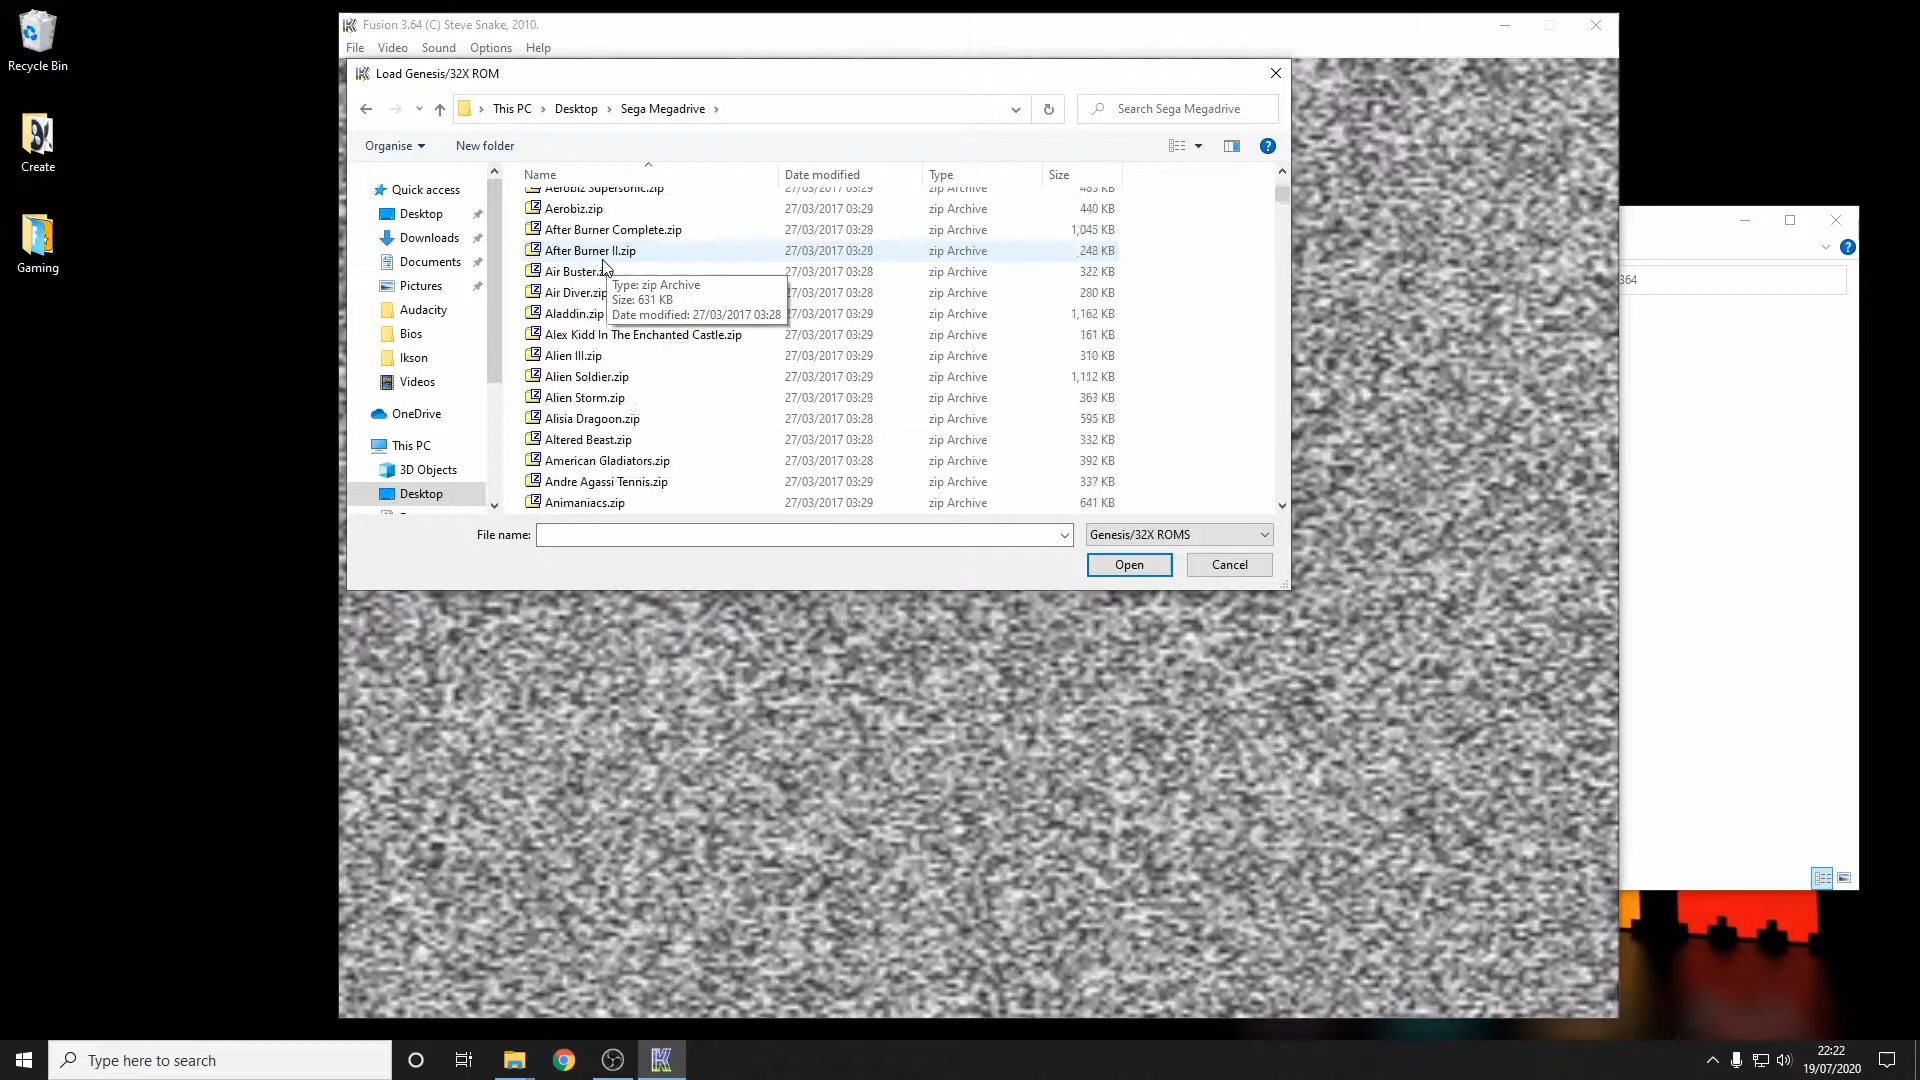 Recycle Bin
Create
Gaming
Fusion 3.64 (C) Steve Snake, 2010.
File Video Sound Options Help
Load Genesis/32X ROM
This PC Desktop Sega Megadrive
Search Sega Megadrive
Organise New folder
Quick access
Desktop
Downloads
Documents
Pictures
Audacity
Bios
Ikson
Videos
OneDrive
This PC
3D Objects
Desktop
Name Date modified Type Size
Aerobiz Supersonic.zip 27/03/2017 03:29 zip Archive 483 KB
Aerobiz.zip 27/03/2017 03:29 zip Archive 440 KB
After Burner Complete.zip 27/03/2017 03:28 zip Archive 1,045 KB
After Burner II.zip 27/03/2017 03:28 zip Archive 248 KB
Air Buster.z 27/03/2017 03:28 zip Archive 322 KB
Air Diver.zip 27/03/2017 03:28 zip Archive 280 KB
Aladdin.zip 27/03/2017 03:29 zip Archive 1,162 KB
Alex Kidd In The Enchanted Castle.zip 27/03/2017 03:29 zip Archive 161 KB
Alien III.zip 27/03/2017 03:29 zip Archive 310 KB
Alien Soldier.zip 27/03/2017 03:29 zip Archive 1,112 KB
Alien Storm.zip 27/03/2017 03:29 zip Archive 363 KB
Alisia Dragoon.zip 27/03/2017 03:28 zip Archive 595 KB
Altered Beast.zip 27/03/2017 03:28 zip Archive 332 KB
American Gladiators.zip 27/03/2017 03:28 zip Archive 392 KB
Andre Agassi Tennis.zip 27/03/2017 03:29 zip Archive 337 KB
Animaniacs.zip 27/03/2017 03:29 zip Archive 641 KB
Type: zip Archive
Size: 631 KB
Date modified: 27/03/2017 03:28
File name: Genesis/32X ROMS
Open Cancel
364
Type here to search
22:22
19/07/2020